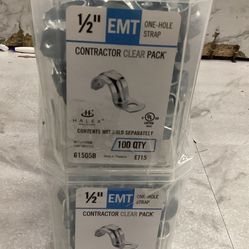 ½" EMT ONE-HOLE STRAP
CONTRACTOR CLEAR PACK
HALEX
UL
CONTENTS NOT SOLD SEPARATELY
100 QTY
61505B
E715
½" EMT ONE-HOLE STRAP
CONTRACTOR CLEAR PACK